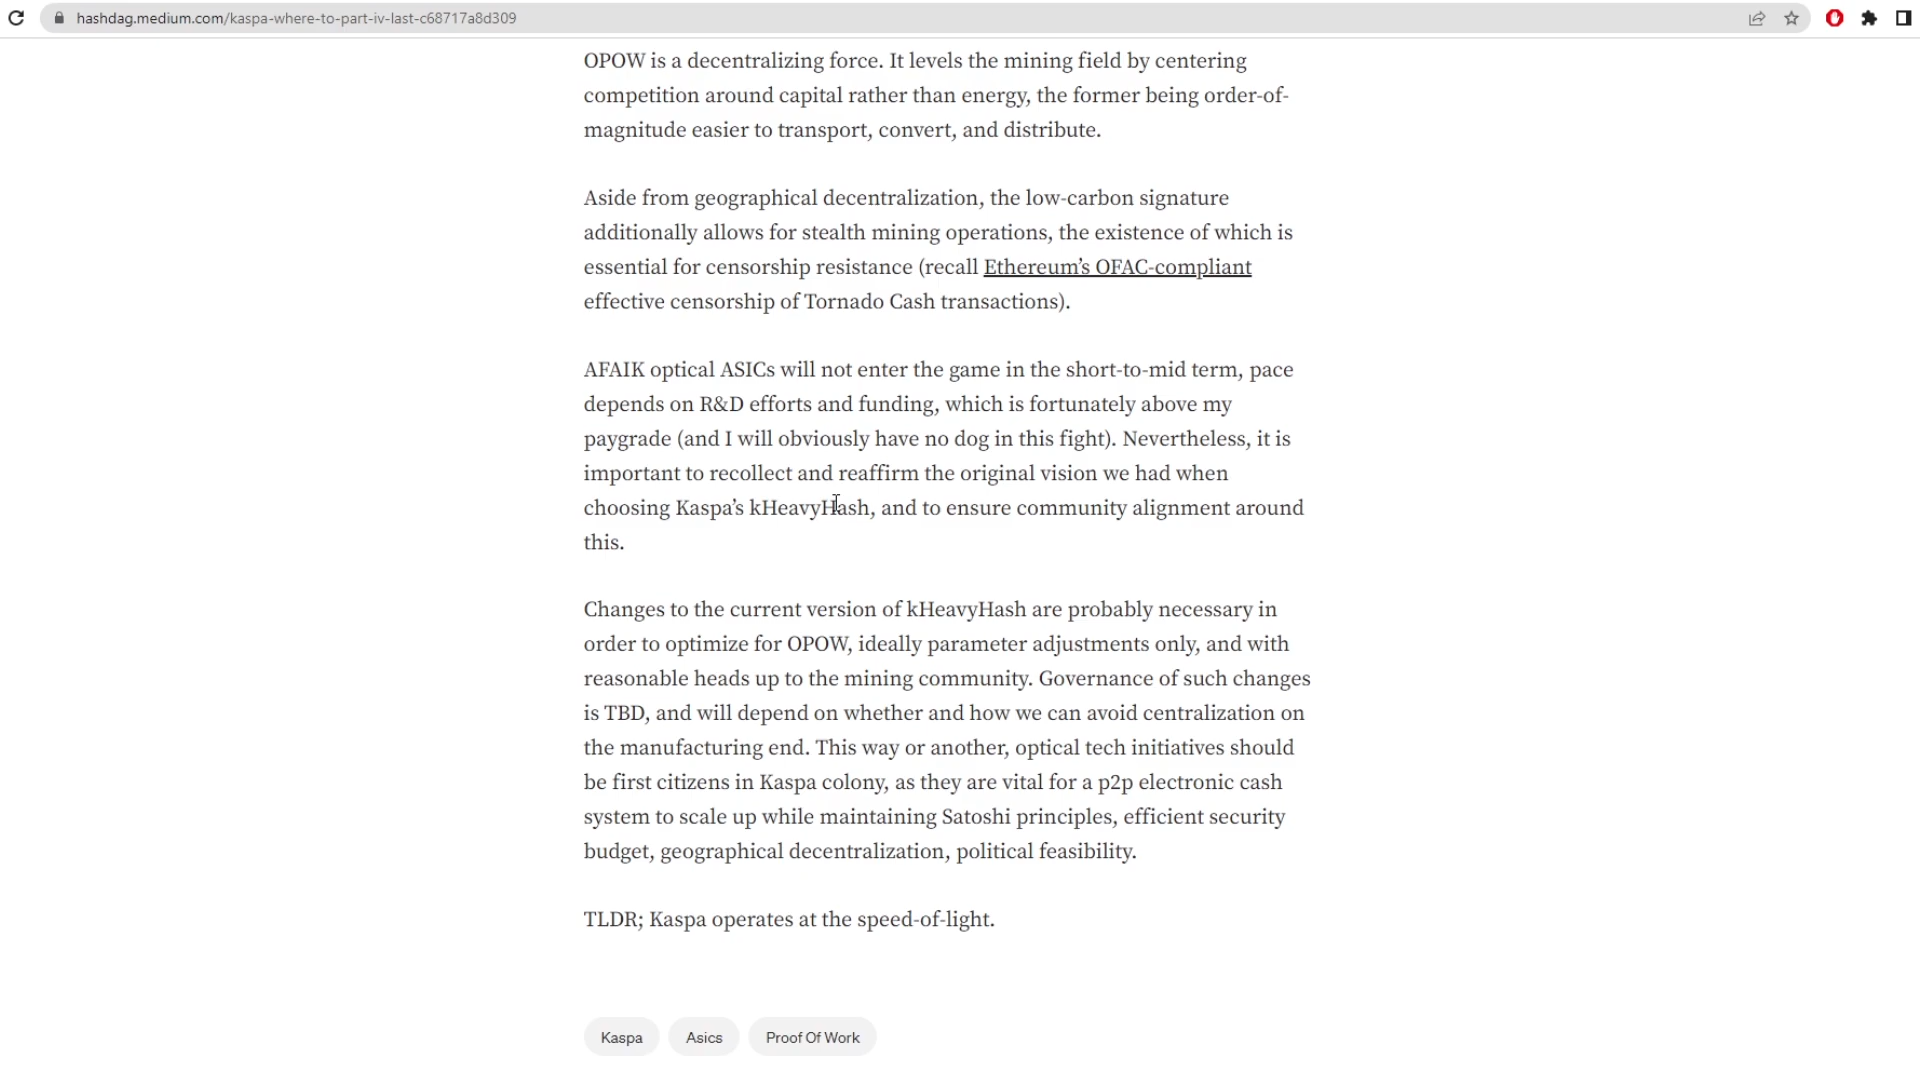 hashdag.medium.com/kaspa-where-to-part-iv-last-c68717a8d309
OPOW is a decentralizing force. It levels the mining field by centering
competition around capital rather than energy, the former being order-of-
magnitude easier to transport, convert, and distribute.
Aside from geographical decentralization, the low-carbon signature
additionally allows for stealth mining operations, the existence of which is
essential for censorship resistance (recall Ethereum’s OFAC-compliant
effective censorship of Tornado Cash transactions).
AFAIK optical ASICs will not enter the game in the short-to-mid term, pace
depends on R&D efforts and funding, which is fortunately above my
paygrade (and I will obviously have no dog in this fight). Nevertheless, it is
important to recollect and reaffirm the original vision we had when
choosing Kaspa’s kHeavyHash, and to ensure community alignment around
this.
Changes to the current version of kHeavyHash are probably necessary in
order to optimize for OPOW, ideally parameter adjustments only, and with
reasonable heads up to the mining community. Governance of such changes
is TBD, and will depend on whether and how we can avoid centralization on
the manufacturing end. This way or another, optical tech initiatives should
be first citizens in Kaspa colony, as they are vital for a p2p electronic cash
system to scale up while maintaining Satoshi principles, efficient security
budget, geographical decentralization, political feasibility.
TLDR; Kaspa operates at the speed-of-light.
Kaspa Asics Proof Of Work